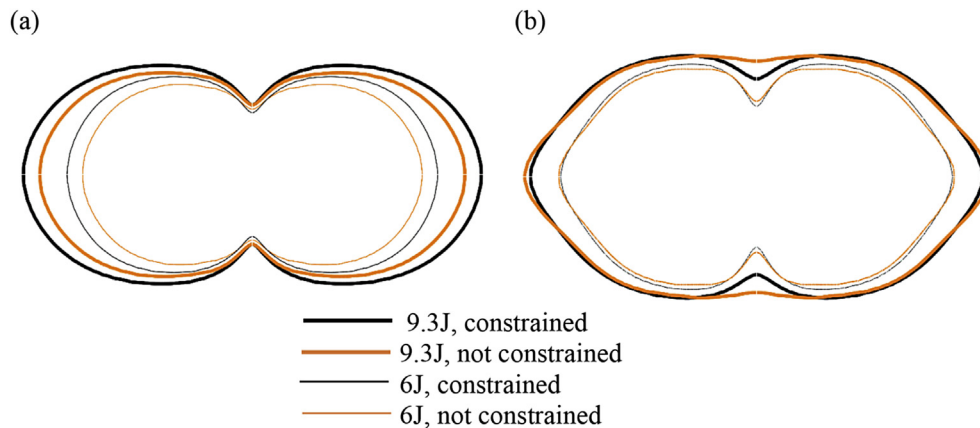 (a)
(b)
9.3J, constrained
9.3J, not constrained
6J, constrained
6J, not constrained